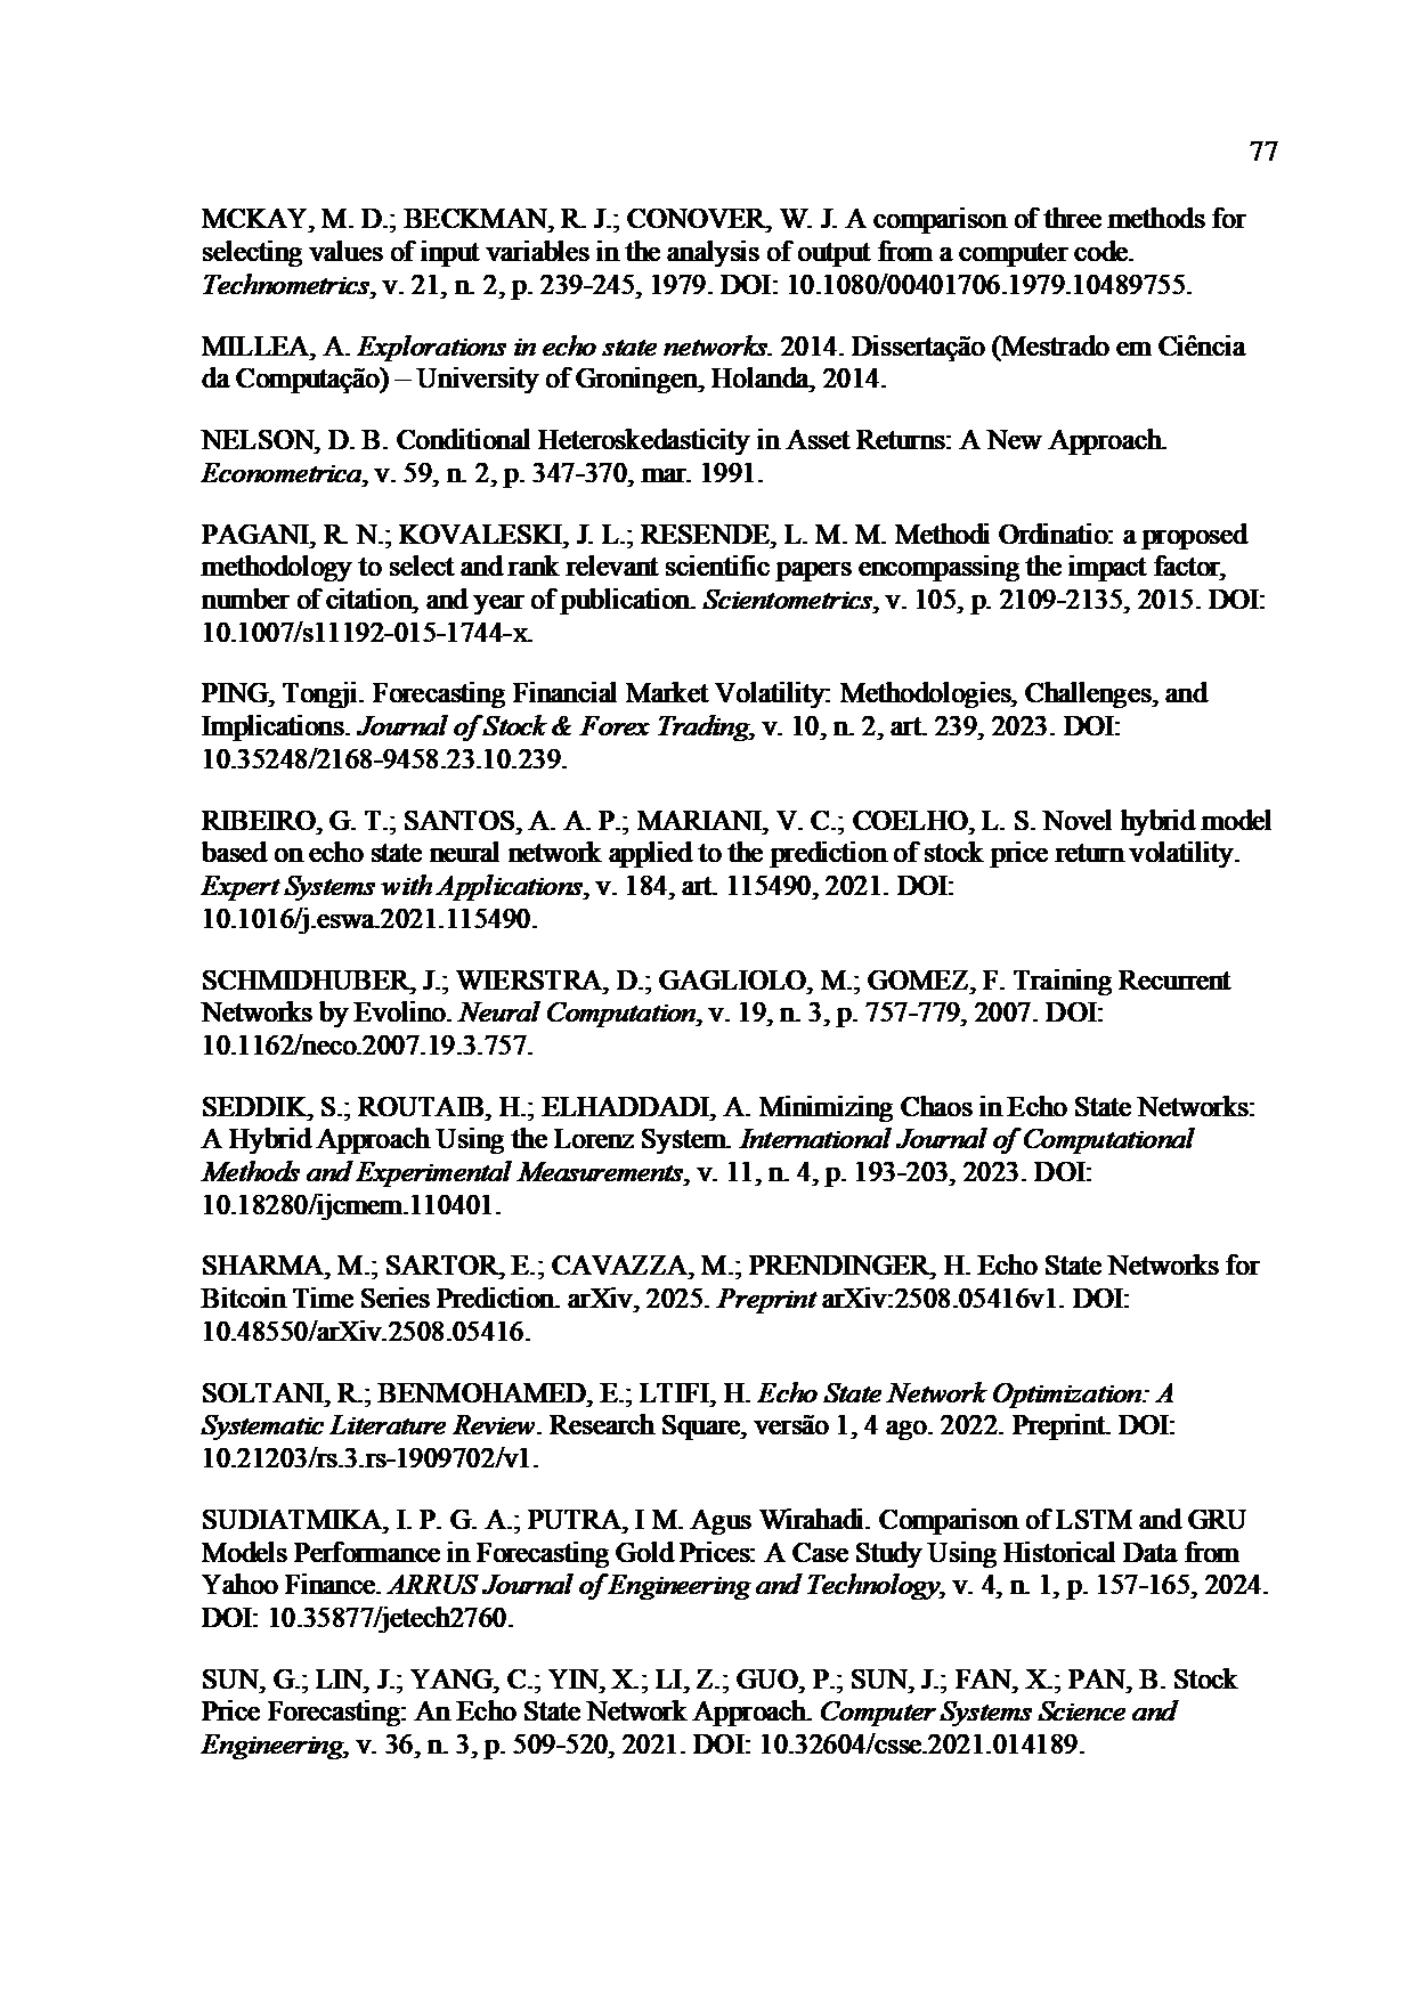 77
MCKAY, M. D.; BECKMAN, R. J.; CONOVER, W. J. A comparison of three methods for
selecting values of input variables in the analysis of output from a computer code.
Technometrics, v. 21, n. 2, p. 239-245, 1979. DOI: 10.1080/00401706.1979.10489755.
MILLEA, A. Explorations in echo state networks. 2014. Dissertação (Mestrado em Ciência
da Computação) – University of Groningen, Holanda, 2014.
NELSON, D. B. Conditional Heteroskedasticity in Asset Returns: A New Approach.
Econometrica, v. 59, n. 2, p. 347-370, mar. 1991.
PAGANI, R. N.; KOVALESKI, J. L.; RESENDE, L. M. M. Methodi Ordinatio: a proposed
methodology to select and rank relevant scientific papers encompassing the impact factor,
number of citation, and year of publication. Scientometrics, v. 105, p. 2109-2135, 2015. DOI:
10.1007/s11192-015-1744-x.
PING, Tongji. Forecasting Financial Market Volatility: Methodologies, Challenges, and
Implications. Journal of Stock & Forex Trading, v. 10, n. 2, art. 239, 2023. DOI:
10.35248/2168-9458.23.10.239.
RIBEIRO, G. T.; SANTOS, A. A. P.; MARIANI, V. C.; COELHO, L. S. Novel hybrid model
based on echo state neural network applied to the prediction of stock price return volatility.
Expert Systems with Applications, v. 184, art. 115490, 2021. DOI:
10.1016/j.eswa.2021.115490.
SCHMIDHUBER, J.; WIERSTRA, D.; GAGLIOLO, M.; GOMEZ, F. Training Recurrent
Networks by Evolino. Neural Computation, v. 19, n. 3, p. 757-779, 2007. DOI:
10.1162/neco.2007.19.3.757.
SEDDIK, S.; ROUTAIB, H.; ELHADDADI, A. Minimizing Chaos in Echo State Networks:
A Hybrid Approach Using the Lorenz System. International Journal of Computational
Methods and Experimental Measurements, v. 11, n. 4, p. 193-203, 2023. DOI:
10.18280/ijcmem.110401.
SHARMA, M.; SARTOR, E.; CAVAZZA, M.; PRENDINGER, H. Echo State Networks for
Bitcoin Time Series Prediction. arXiv, 2025. Preprint arXiv:2508.05416v1. DOI:
10.48550/arXiv.2508.05416.
SOLTANI, R.; BENMOHAMED, E.; LTIFI, H. Echo State Network Optimization: A
Systematic Literature Review. Research Square, versão 1, 4 ago. 2022. Preprint. DOI:
10.21203/rs.3.rs-1909702/v1.
SUDIATMIKA, I. P. G. A.; PUTRA, I M. Agus Wirahadi. Comparison of LSTM and GRU
Models Performance in Forecasting Gold Prices: A Case Study Using Historical Data from
Yahoo Finance. ARRUS Journal of Engineering and Technology, v. 4, n. 1, p. 157-165, 2024.
DOI: 10.35877/jetech2760.
SUN, G.; LIN, J.; YANG, C.; YIN, X.; LI, Z.; GUO, P.; SUN, J.; FAN, X.; PAN, B. Stock
Price Forecasting: An Echo State Network Approach. Computer Systems Science and
Engineering, v. 36, n. 3, p. 509-520, 2021. DOI: 10.32604/csse.2021.014189.